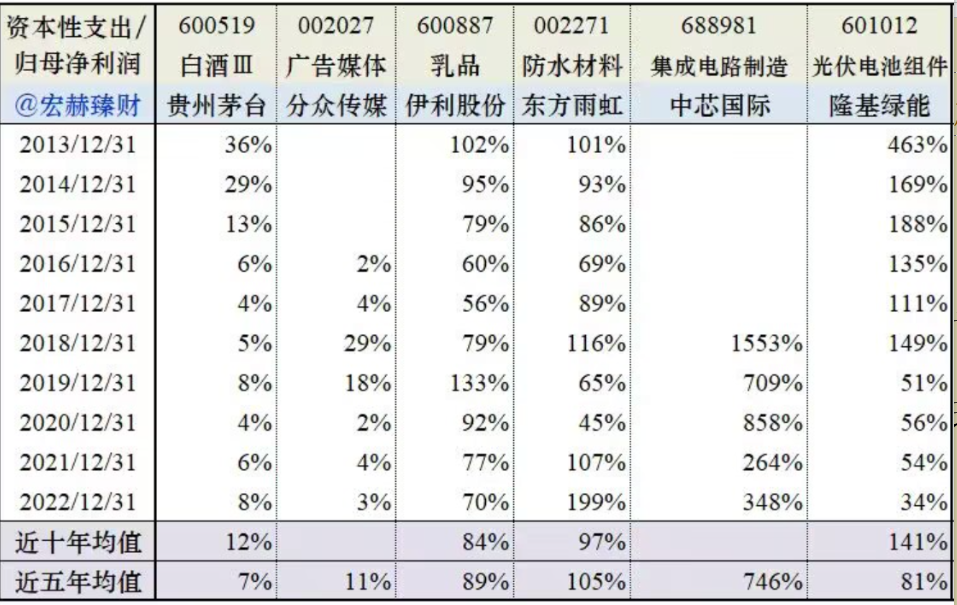 资本性支出/ 600519 002027 600887 002271 688981 601012
归母净利润 白酒Ⅲ 广告媒体 乳品 防水材料 集成电路制造 光伏电池组件
@宏赫臻财 贵州茅台 分众传媒 伊利股份 东方雨虹 中芯国际 隆基绿能
2013/12/31 36% 102% 101% 463%
2014/12/31 29% 95% 93% 169%
2015/12/31 13% 79% 86% 188%
2016/12/31 6% 2% 60% 69% 135%
2017/12/31 4% 4% 56% 89% 111%
2018/12/31 5% 29% 79% 116% 1553% 149%
2019/12/31 8% 18% 133% 65% 709% 51%
2020/12/31 4% 2% 92% 45% 858% 56%
2021/12/31 6% 4% 77% 107% 264% 54%
2022/12/31 8% 3% 70% 199% 348% 34%
近十年均值 12% 84% 97% 141%
近五年均值 7% 11% 89% 105% 746% 81%